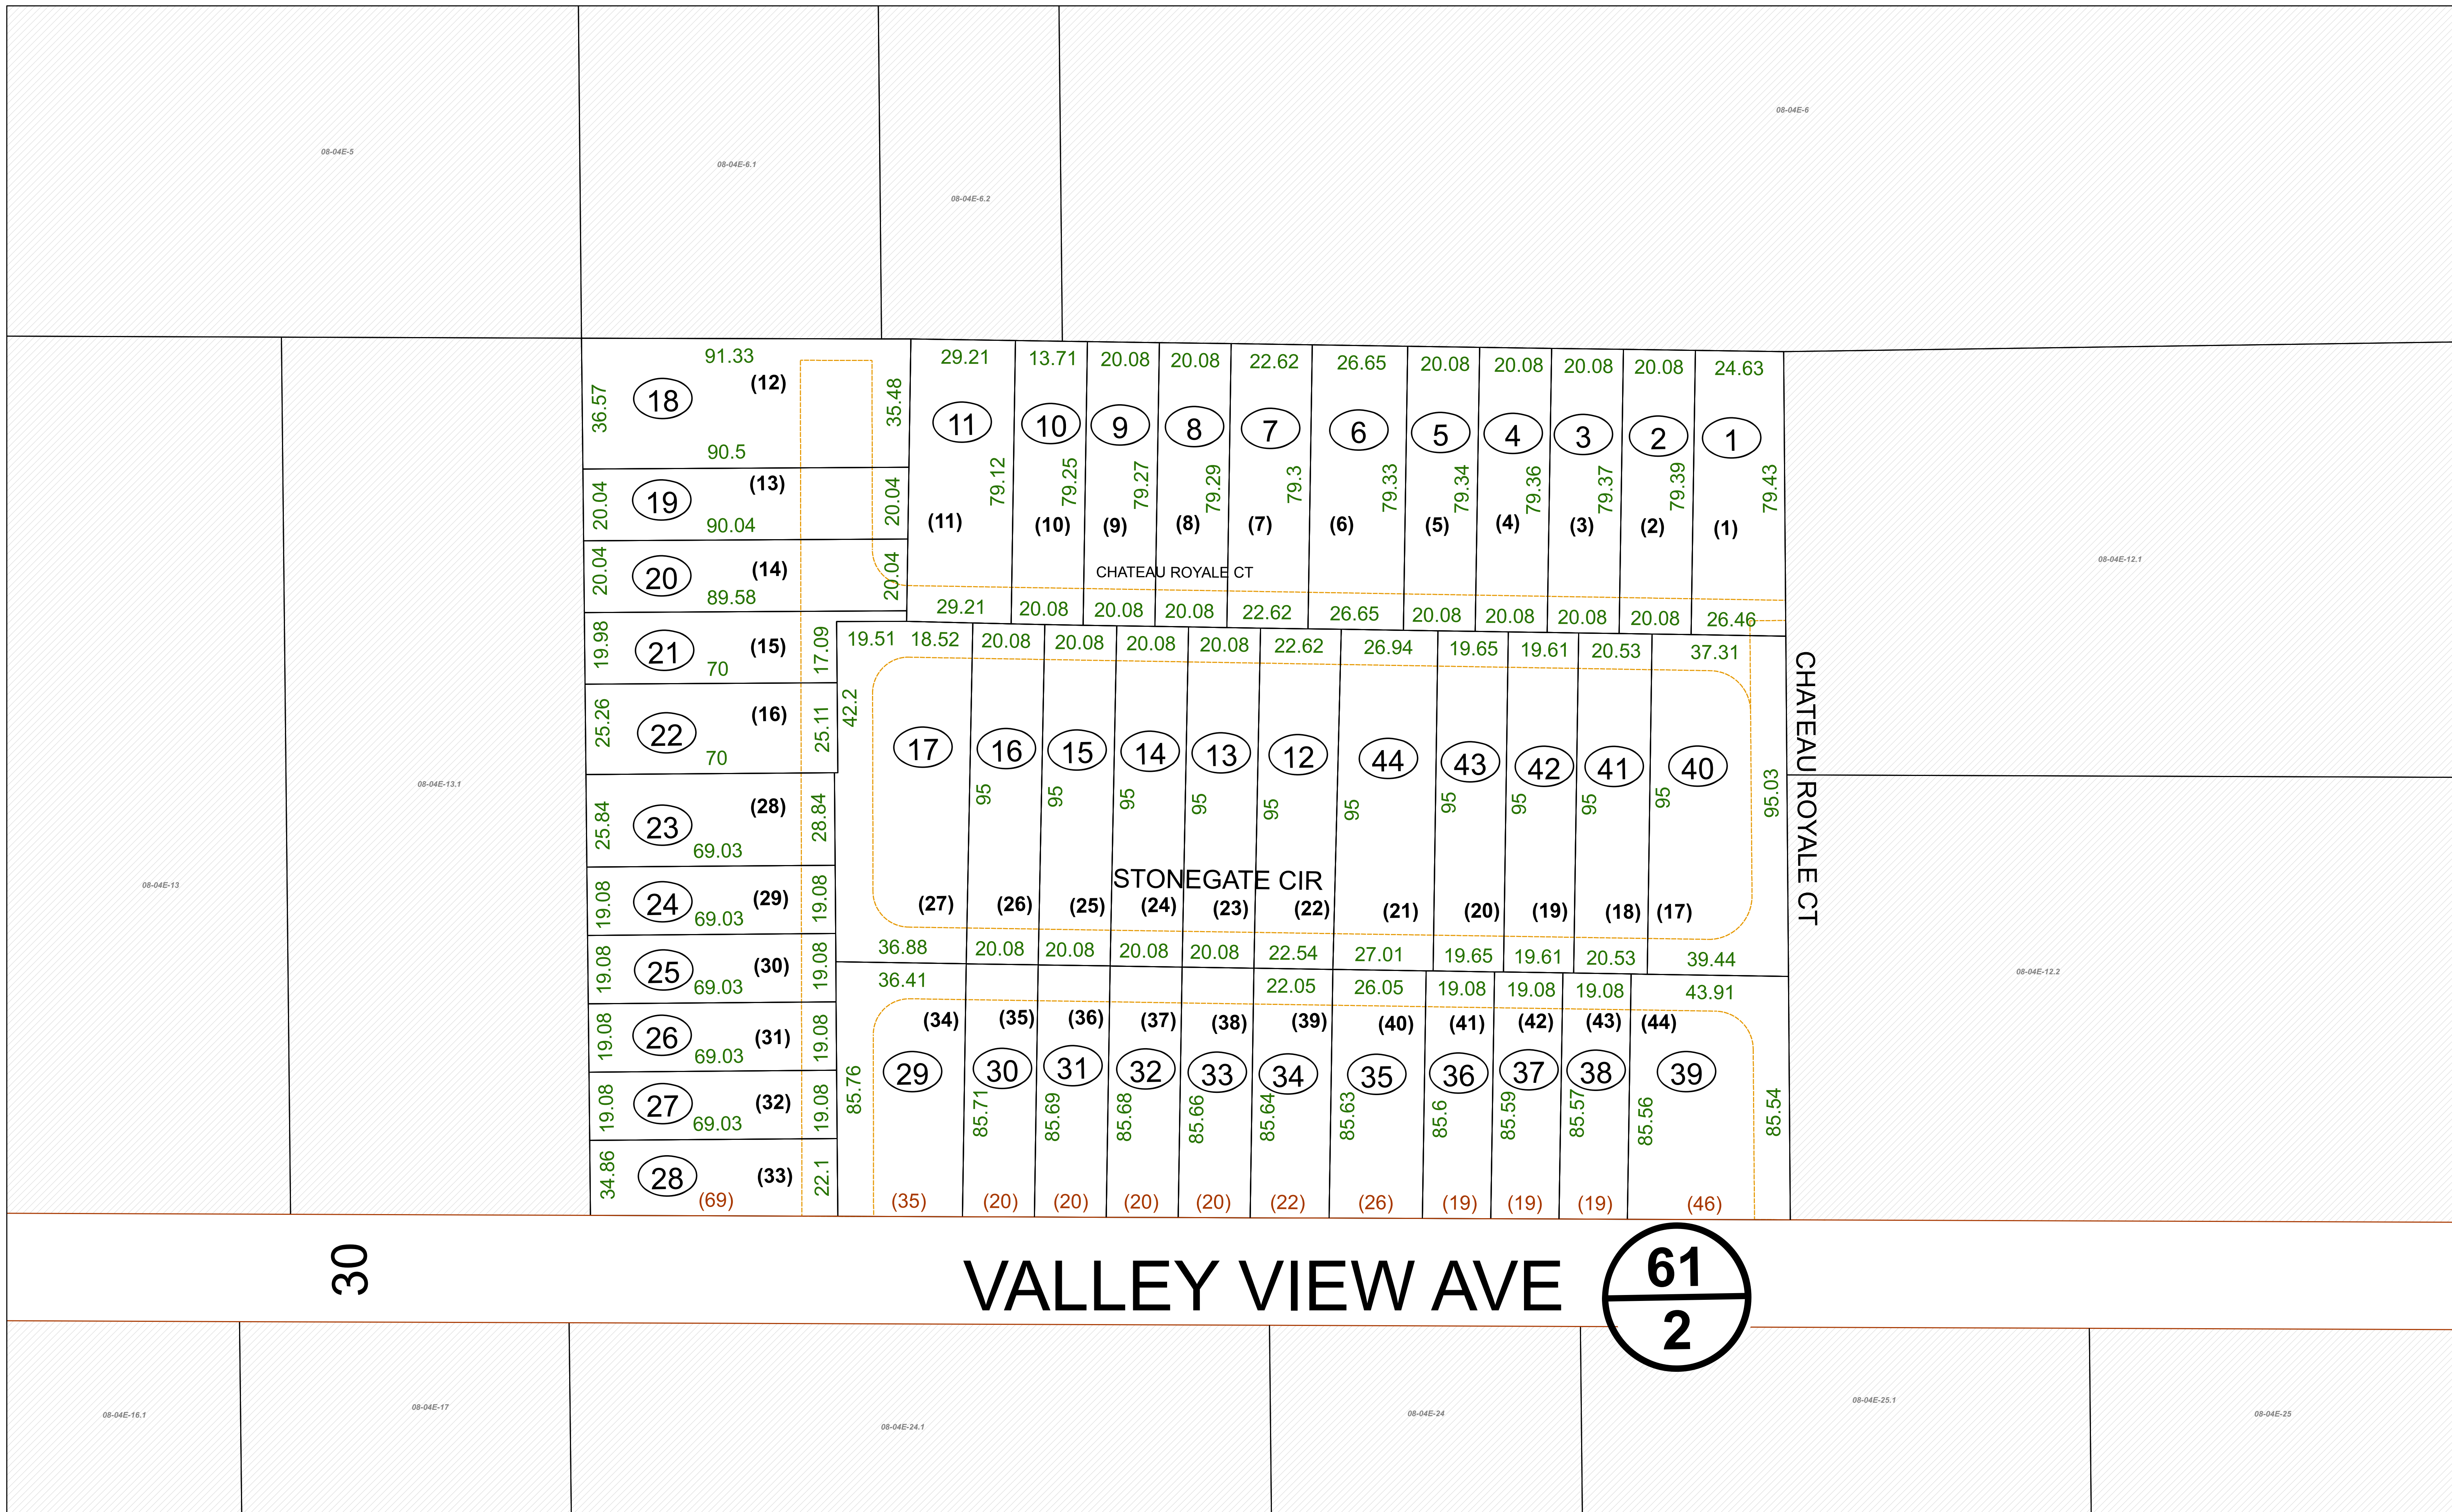 08-04E-5
08-04E-6.1
08-04E-6.2
08-04E-6
91.33
36.57
18
(12)
90.5
35.48
20.04
19
(13)
90.04
20.04
20.04
20
(14)
89.58
20.04
19.98
21
(15)
70
17.09
25.26
22
(16)
70
25.11
25.84
23
(28)
69.03
28.84
19.08
24
(29)
69.03
19.08
19.08
25
(30)
69.03
19.08
19.08
26
(31)
69.03
19.08
19.08
27
(32)
69.03
19.08
34.86
28
(33)
(69)
22.1
29.21 13.71 20.08 20.08 22.62 26.65 20.08 20.08 20.08 20.08 24.63
11 10 9 8 7 6 5 4 3 2 1
79.12 79.25 79.27 79.29 79.3 79.33 79.34 79.36 79.37 79.39 79.43
(11) (10) (9) (8) (7) (6) (5) (4) (3) (2) (1)
CHATEAU ROYALE CT
29.21 20.08 20.08 20.08 22.62 26.65 20.08 20.08 20.08 20.08 26.46
19.51 18.52 20.08 20.08 20.08 20.08 22.62 26.94 19.65 19.61 20.53 37.31
42.2
17 16 15 14 13 12 44 43 42 41 40
95 95 95 95 95 95 95 95 95 95 95.03
STONEGATE CIR
(27) (26) (25) (24) (23) (22) (21) (20) (19) (18) (17)
36.88 20.08 20.08 20.08 20.08 22.54 27.01 19.65 19.61 20.53 39.44
36.41 22.05 26.05 19.08 19.08 19.08 43.91
(34) (35) (36) (37) (38) (39) (40) (41) (42) (43) (44)
29 30 31 32 33 34 35 36 37 38 39
85.76 85.71 85.69 85.68 85.66 85.64 85.63 85.6 85.59 85.57 85.56 85.54
(35) (20) (20) (20) (20) (22) (26) (19) (19) (19) (46)
CHATEAU ROYALE CT
08-04E-12.1
08-04E-12.2
08-04E-13.1
08-04E-13
30
VALLEY VIEW AVE
61
2
08-04E-16.1
08-04E-17
08-04E-24.1
08-04E-24
08-04E-25.1
08-04E-25